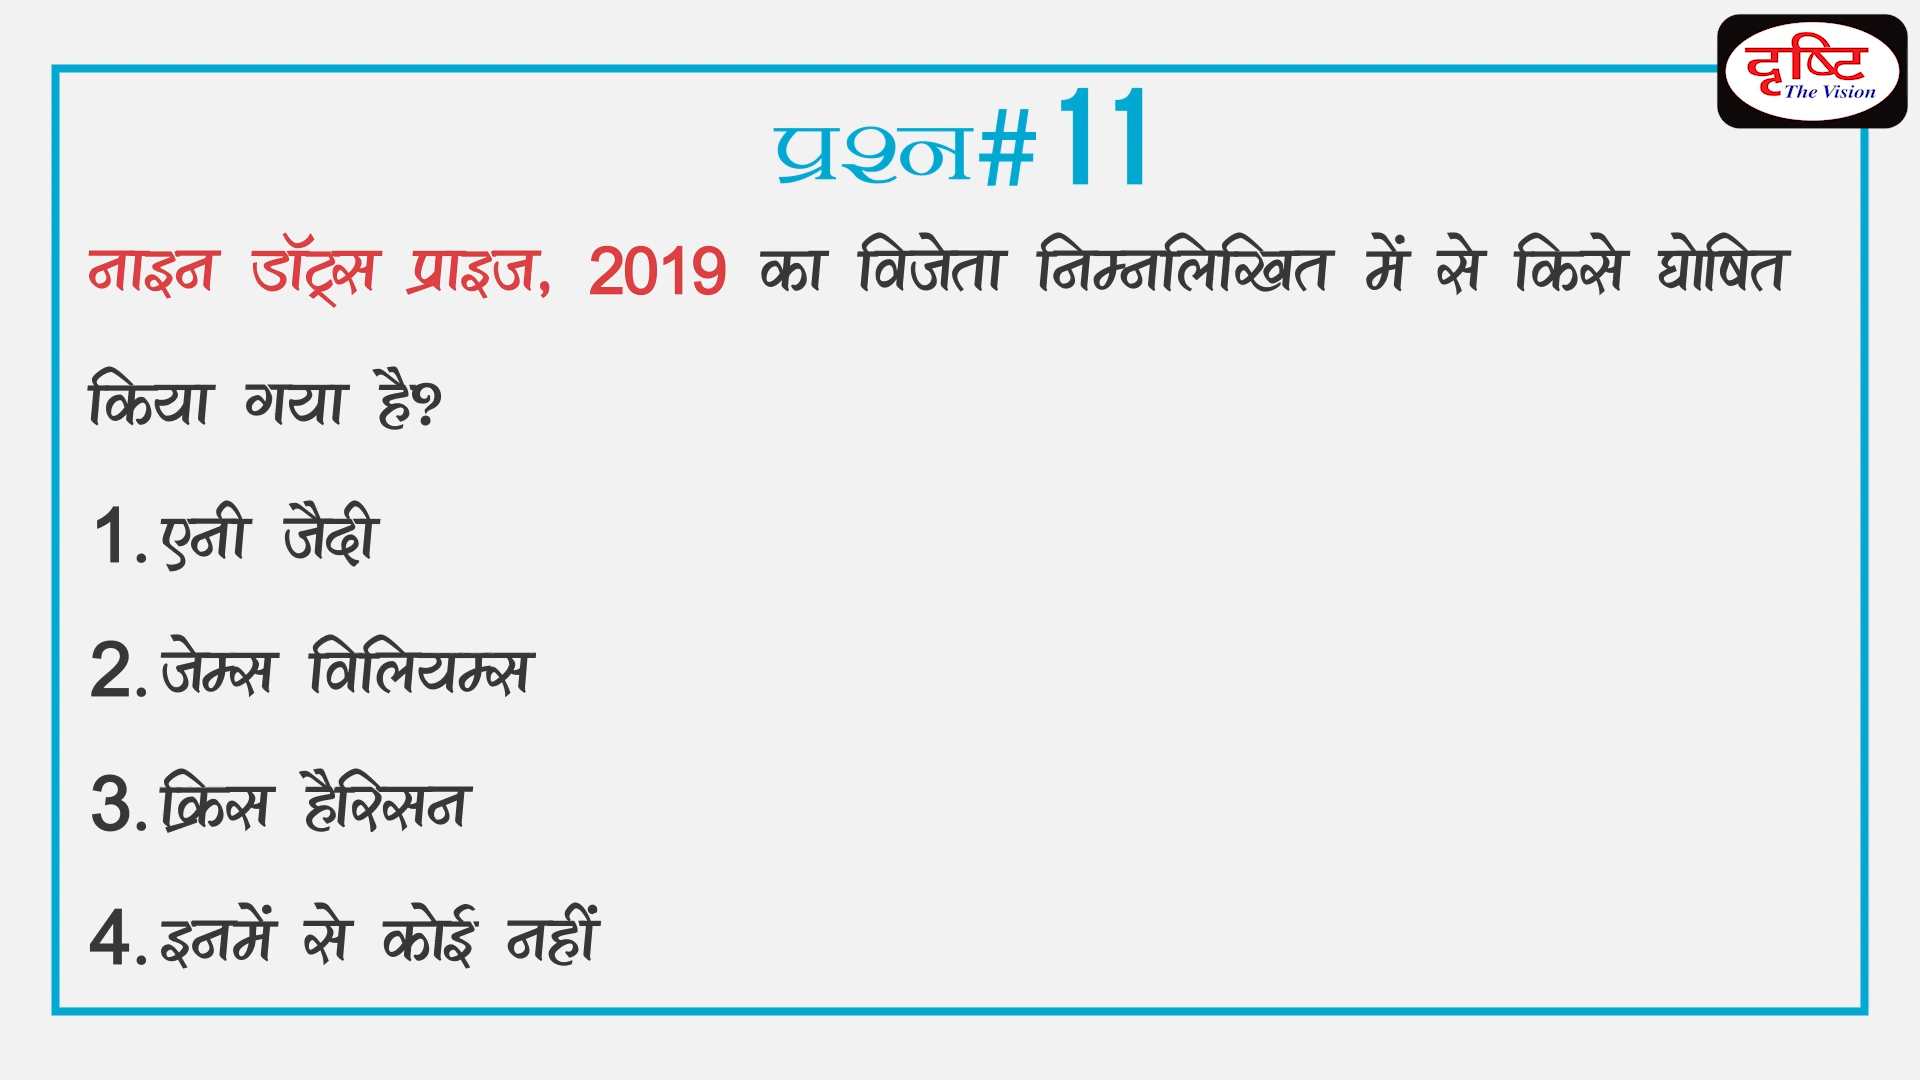 दृष्टि
The Vision
प्रश्न#11
नाइन डॉट्स प्राइज, 2019 का विजेता निम्नलिखित में से किसे घोषित
किया गया है?
1. एनी जैदी
2. जेम्स विलियम्स
3. क्रिस हैरिसन
4. इनमें से कोई नहीं